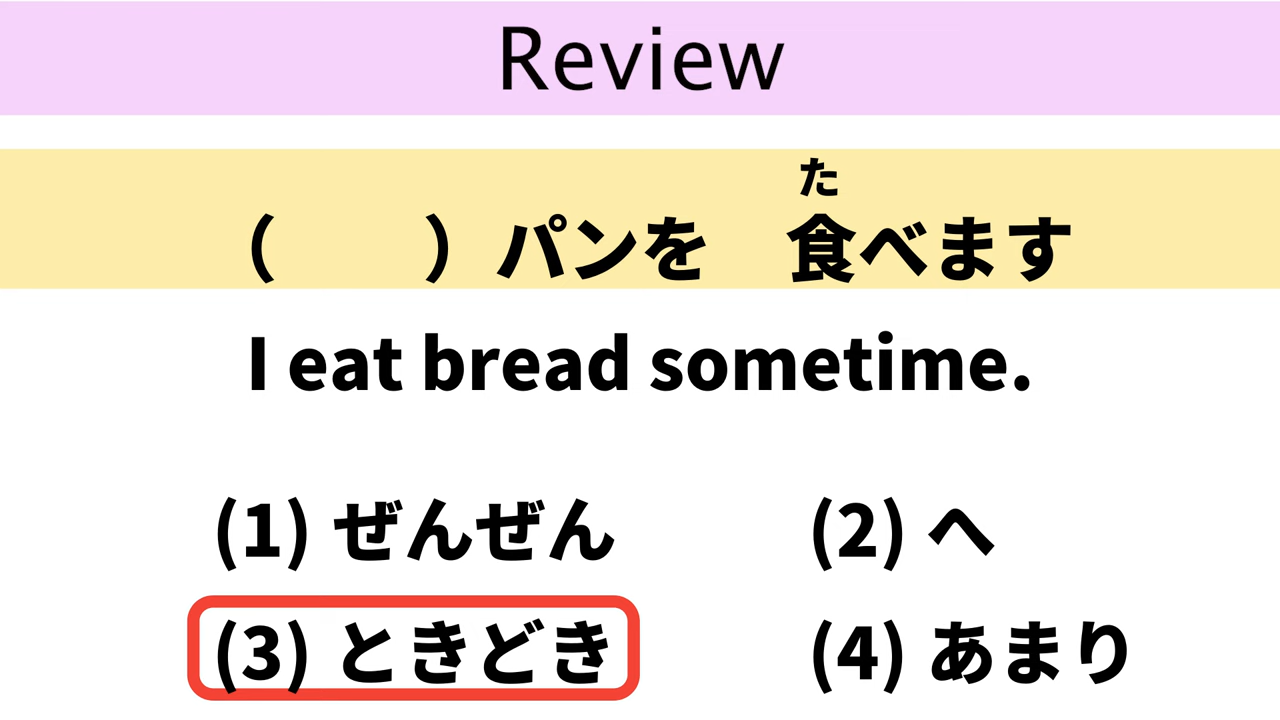 Review
た
（　　）パンを　食べます
I eat bread sometime.
(1) ぜんぜん　(2) へ
(3) ときどき　(4) あまり